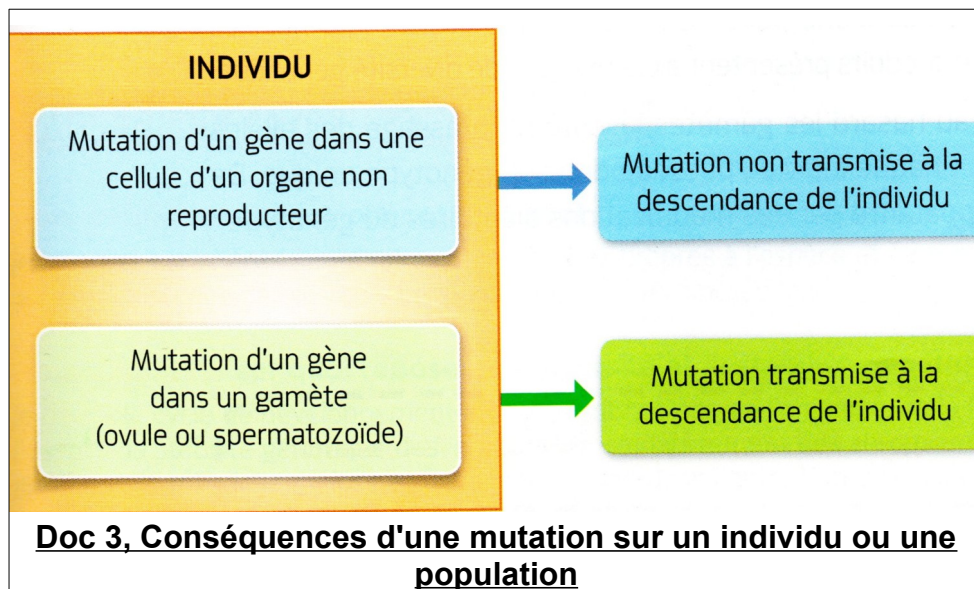 INDIVIDU
Mutation d'un gène dans une
cellule d'un organe non
reproducteur
Mutation non transmise à la
descendance de l'individu
Mutation d'un gène
dans un gamète
(ovule ou spermatozoïde)
Mutation transmise à la
descendance de l'individu
Doc 3, Conséquences d'une mutation sur un individu ou une
population